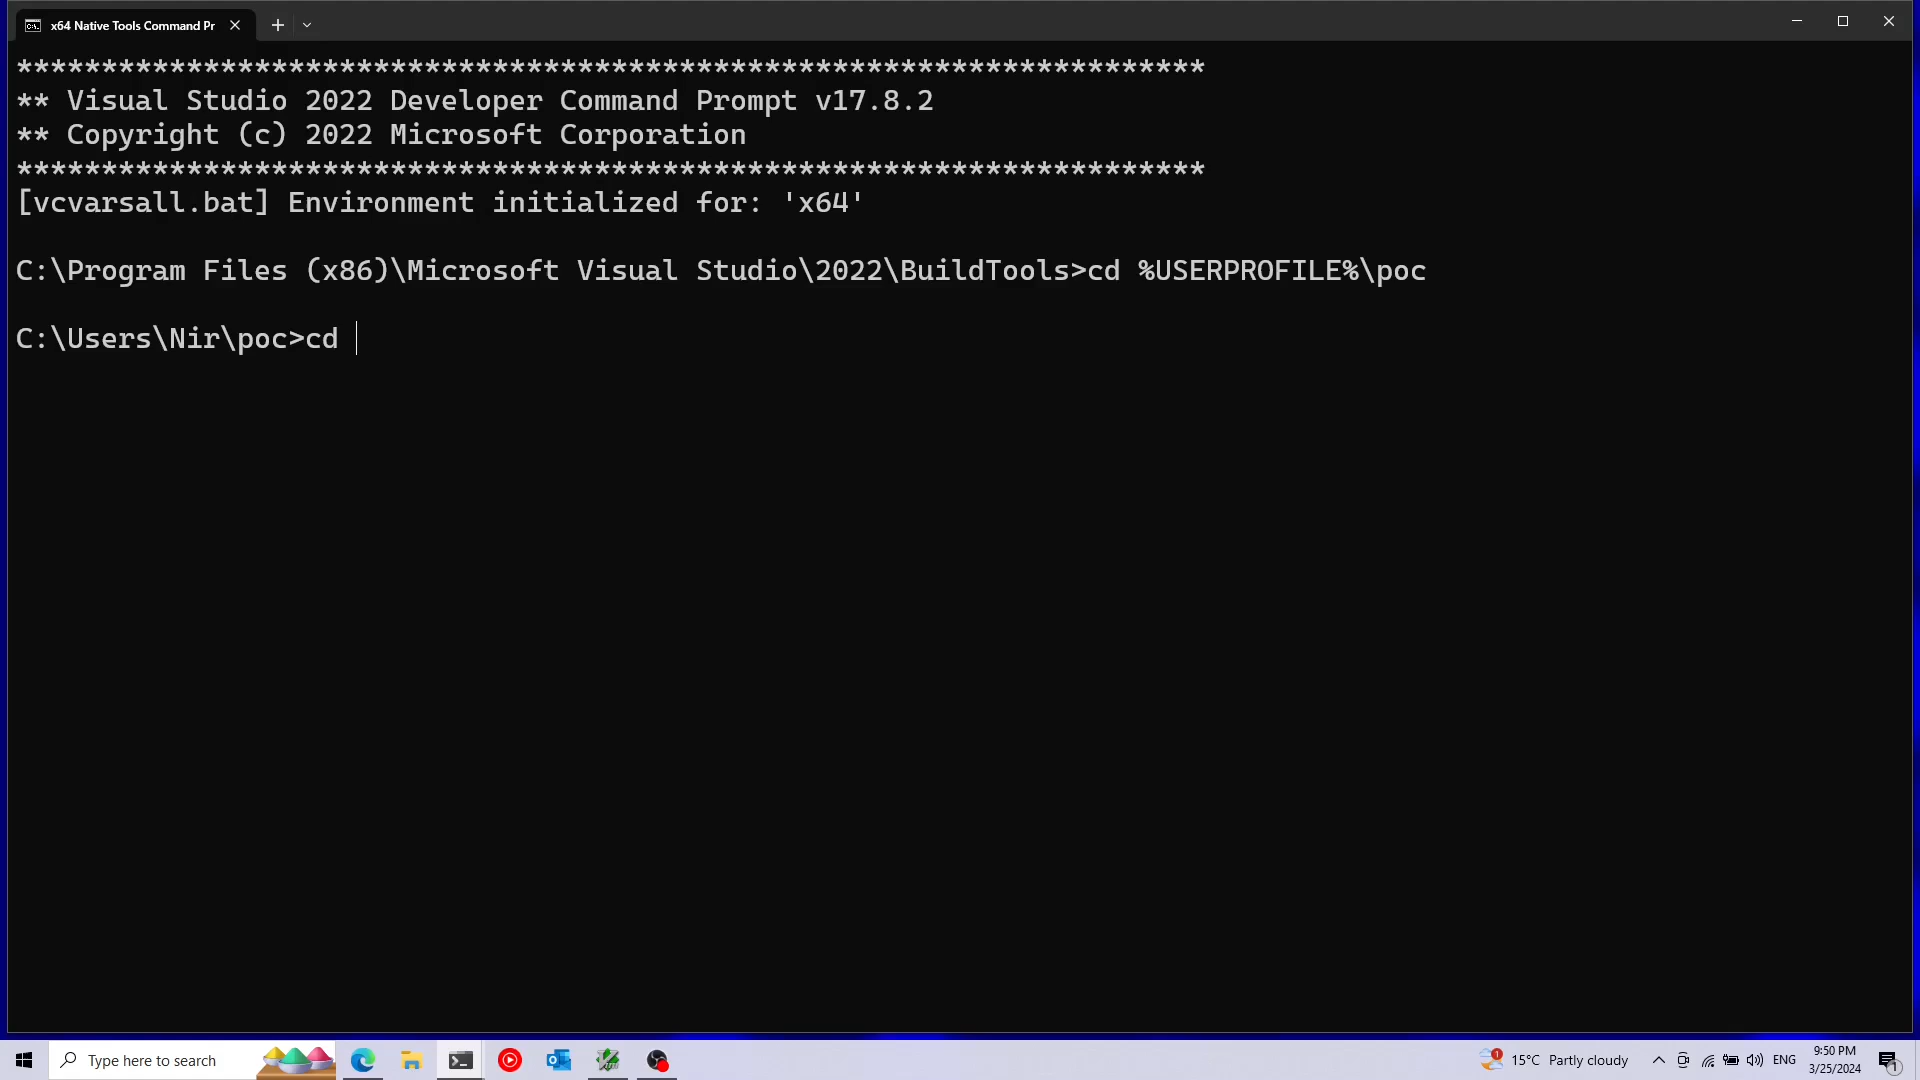 x64 Native Tools Command Pr
**********************************************************************
** Visual Studio 2022 Developer Command Prompt v17.8.2
** Copyright (c) 2022 Microsoft Corporation
**********************************************************************
[vcvarsall.bat] Environment initialized for: 'x64'
C:\Program Files (x86)\Microsoft Visual Studio\2022\BuildTools>cd %USERPROFILE%\poc
C:\Users\Nir\poc>cd
Type here to search
1
15°C Partly cloudy
ENG
9:50 PM
3/25/2024
1